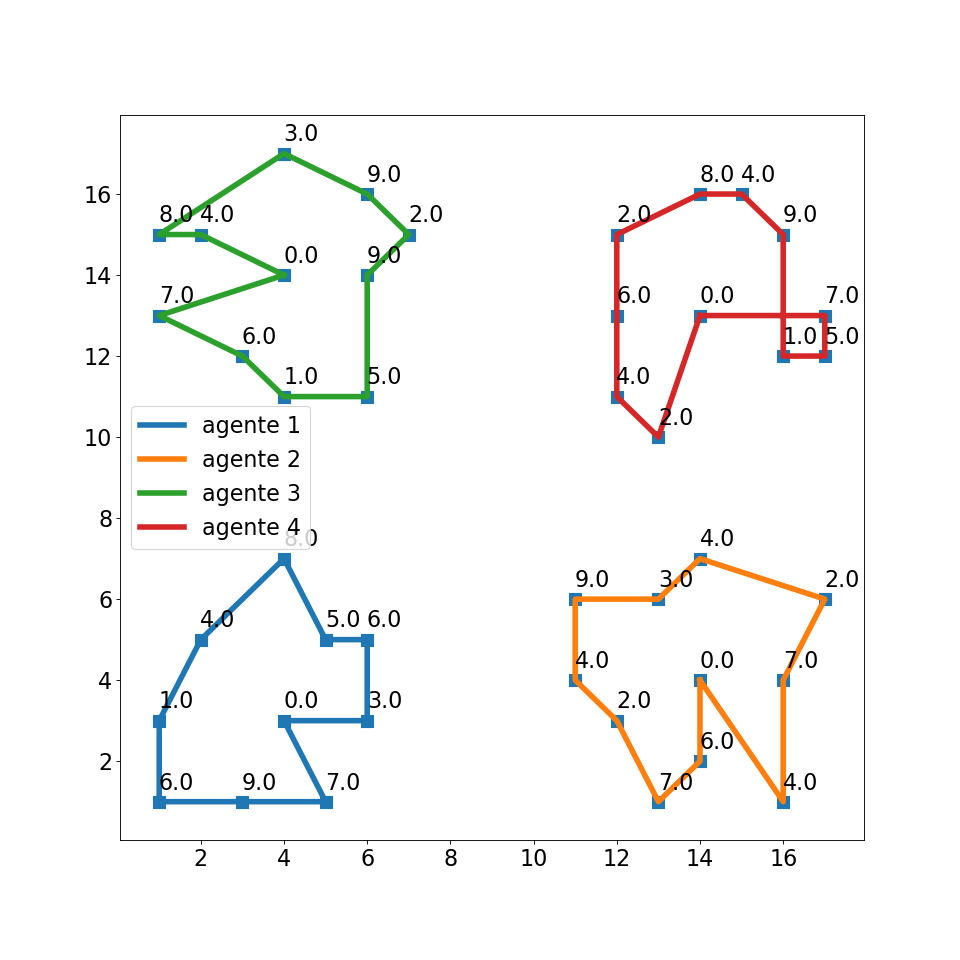 3.0
9.0
8.0 4.0
8.0 4.0 2.0 2.0 9.0
0.0 9.0
7.0 6.0 0.0 7.0
6.0 1.0 5.0
1.0 5.0 4.0
2.0
agente 1
agente 2
agente 3
agente 4
8.0 4.0
9.0 3.0 2.0
4.0 5.0 6.0
4.0 0.0 7.0
1.0 0.0 3.0 2.0
6.0
6.0 9.0 7.0 7.0 4.0
16
14
12
10
8
6
4
2
2 4 6 8 10 12 14 16